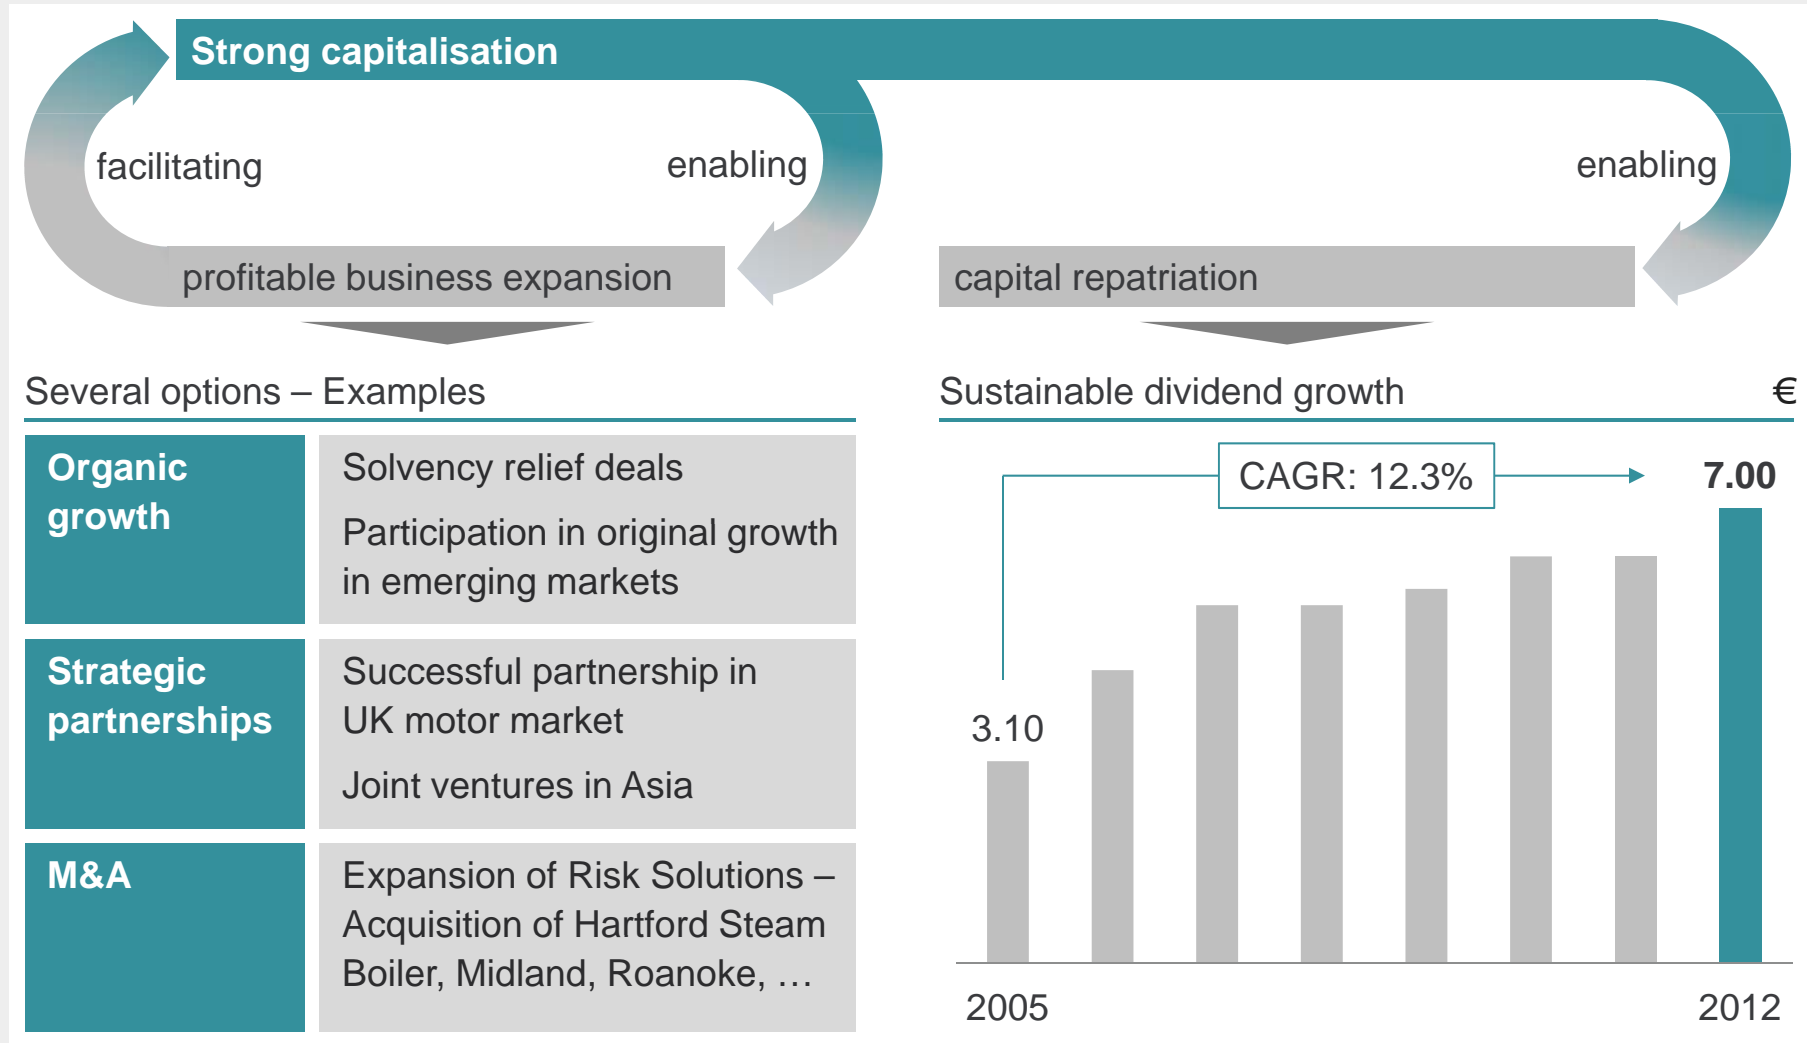 Strong capitalisation
facilitating
enabling
enabling
profitable business expansion
capital repatriation
Several options – Examples
Organic
growth
Solvency relief deals
Participation in original growth
in emerging markets
Strategic
partnerships
Successful partnership in
UK motor market
Joint ventures in Asia
M&A
Expansion of Risk Solutions –
Acquisition of Hartford Steam
Boiler, Midland, Roanoke, …
Sustainable dividend growth €
CAGR: 12.3%
7.00
3.10
2005
2012